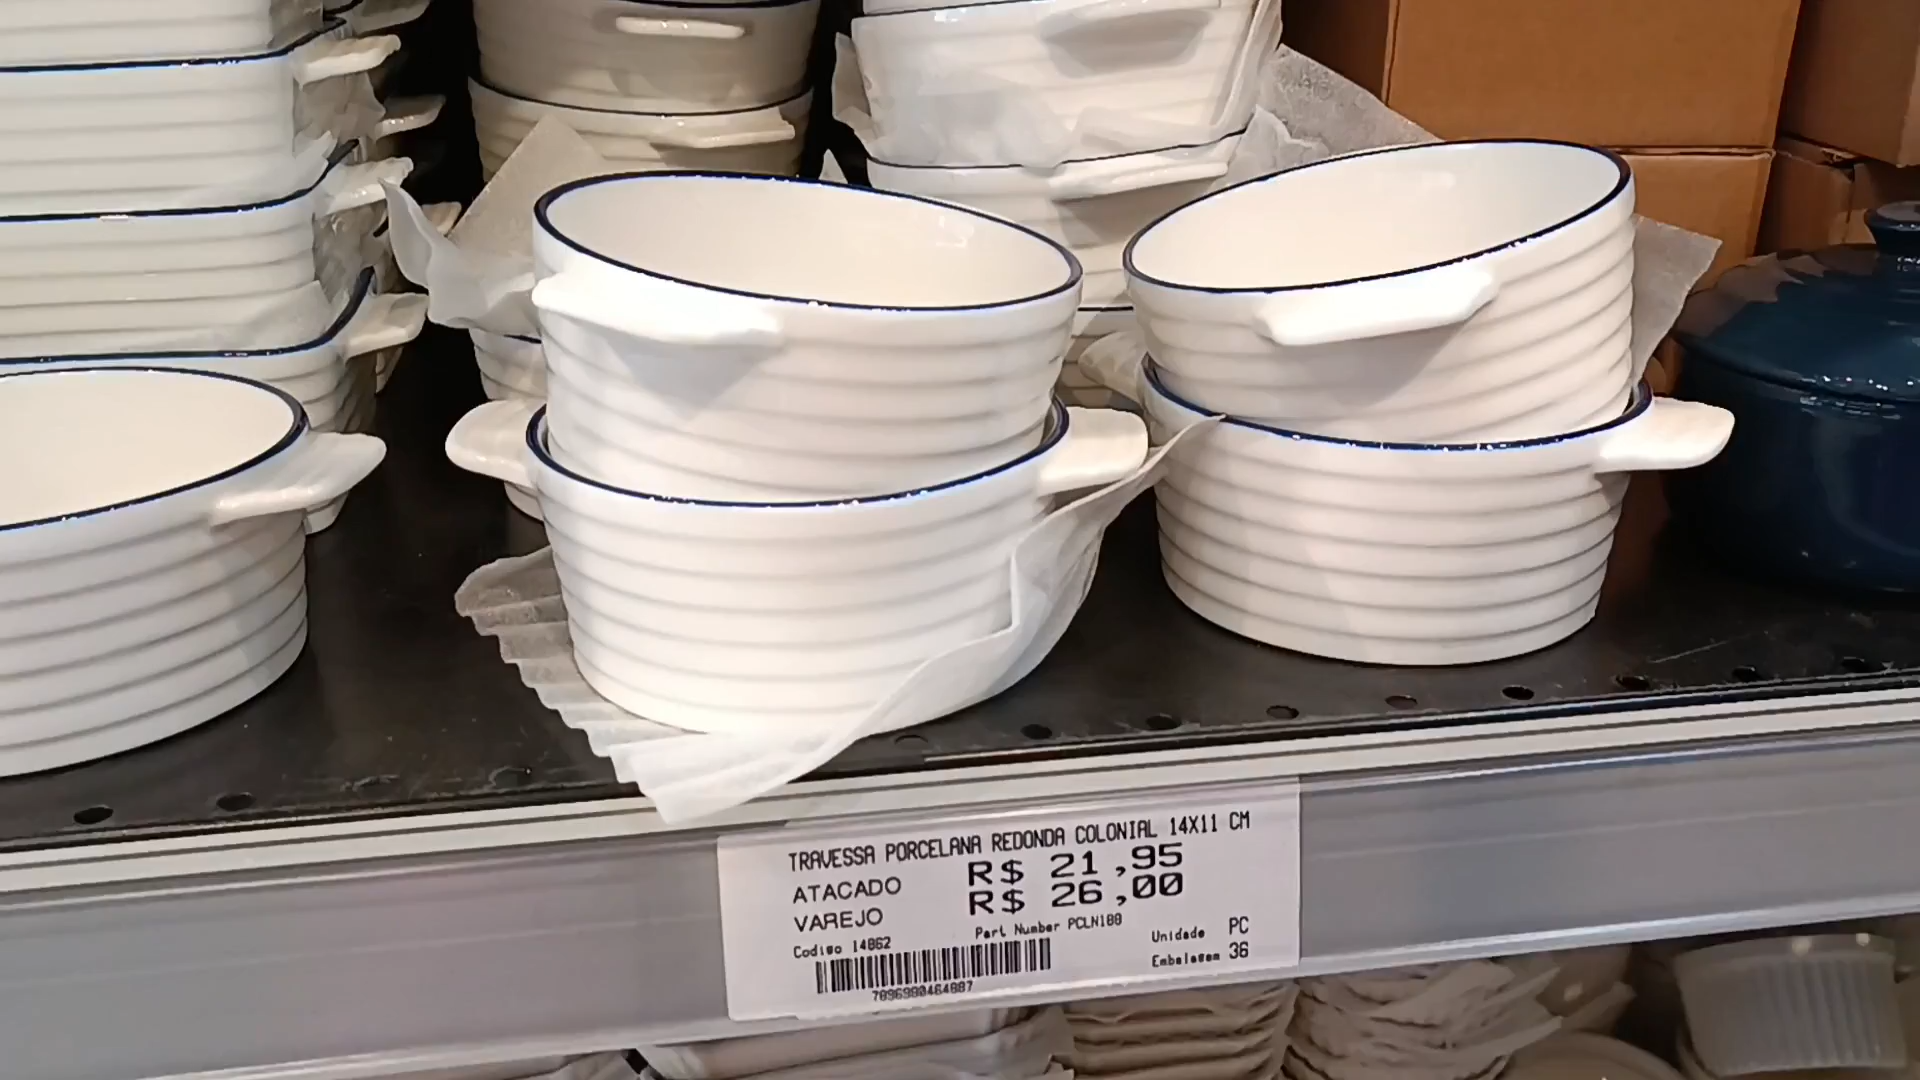 TRAVESSA PORCELANA REDONDA COLONIAL 14X11 CM
ATACADO R$ 21,95
VAREJO R$ 26,00
Codigo 14862 Part Number PCLN188 Unidade PC
Embalagem 36
7896980464887